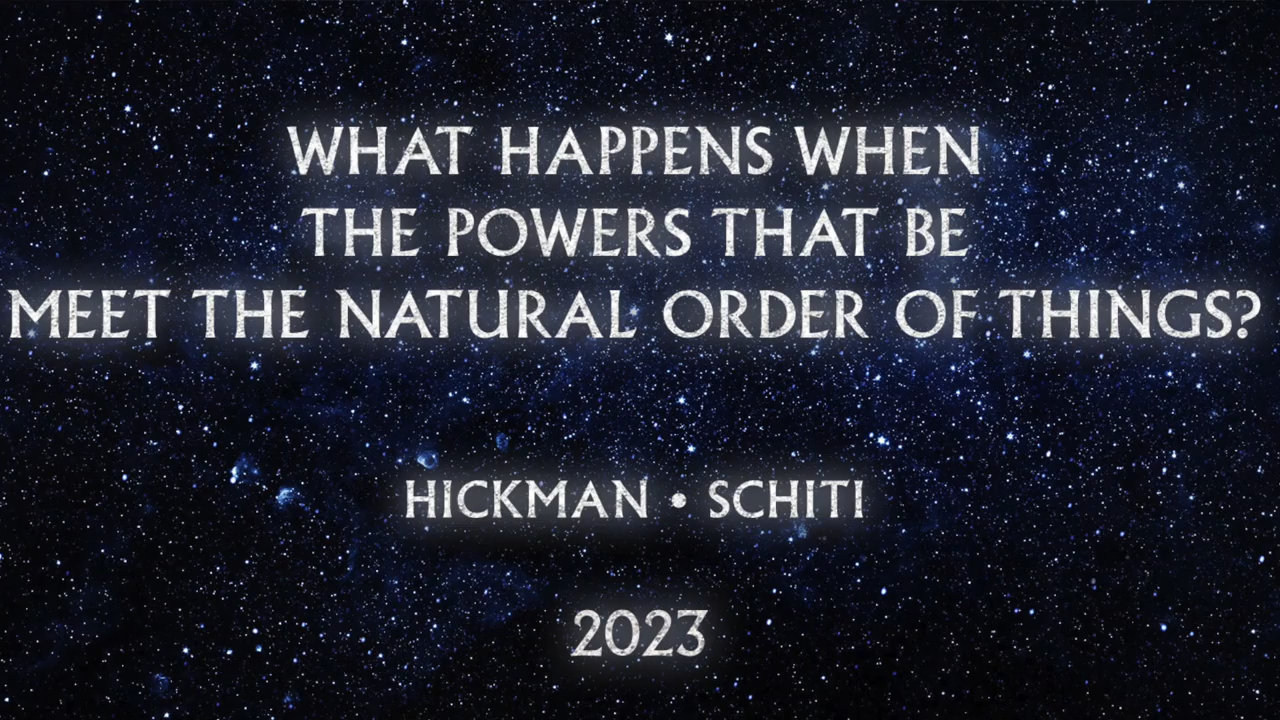 WHAT HAPPENS WHEN
THE POWERS THAT BE
MEET THE NATURAL ORDER OF THINGS?
HICKMAN • SCHITI
2023